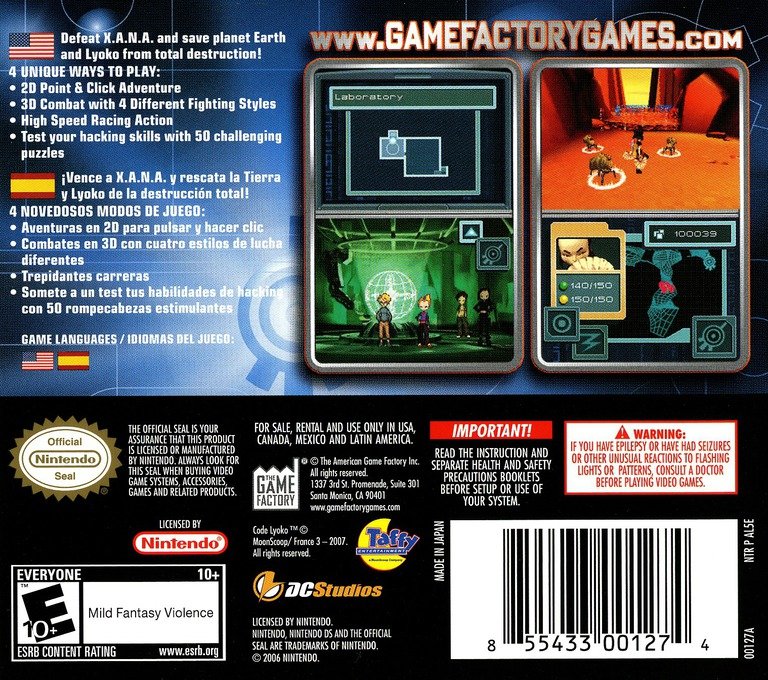 Defeat X.A.N.A. and save planet Earth
and Lyoko from total destruction!
4 UNIQUE WAYS TO PLAY:
• 2D Point & Click Adventure
• 3D Combat with 4 Different Fighting Styles
• High Speed Racing Action
• Test your hacking skills with 50 challenging
puzzles
¡Vence a X.A.N.A. y rescata la Tierra
y Lyoko de la destrucción total!
4 NOVEDOSOS MODOS DE JUEGO:
• Aventuras en 2D para pulsar y hacer clic
• Combates en 3D con cuatro estilos de lucha
diferentes
• Trepidantes carreras
• Somete a un test tus habilidades de hacking
con 50 rompecabezas estimulantes
GAME LANGUAGES / IDIOMAS DEL JUEGO:
www.GAMEFACTORYGAMES.com
Laboratory
100039
140/150
150/150
Official
Nintendo®
Seal
THE OFFICIAL SEAL IS YOUR
ASSURANCE THAT THIS PRODUCT
IS LICENSED OR MANUFACTURED
BY NINTENDO. ALWAYS LOOK FOR
THIS SEAL WHEN BUYING VIDEO
GAME SYSTEMS, ACCESSORIES,
GAMES AND RELATED PRODUCTS.
LICENSED BY
Nintendo®
EVERYONE 10+
E
10+
™
Mild Fantasy Violence
ESRB CONTENT RATING www.esrb.org
FOR SALE, RENTAL AND USE ONLY IN USA,
CANADA, MEXICO AND LATIN AMERICA.
THE
GAME
FACTORY
®
© The American Game Factory Inc.
All rights reserved.
1337 3rd St. Promenade, Suite 301
Santa Monica, CA 90401
www.gamefactorygames.com
Code Lyoko ™ ©
MoonScoop/ France 3 – 2007.
All rights reserved.
Taffy
ENTERTAINMENT
a MoonScoop Company
DC Studios
LICENSED BY NINTENDO.
NINTENDO, NINTENDO DS AND THE OFFICIAL
SEAL ARE TRADEMARKS OF NINTENDO.
© 2006 NINTENDO.
IMPORTANT!
READ THE INSTRUCTION AND
SEPARATE HEALTH AND SAFETY
PRECAUTIONS BOOKLETS
BEFORE SETUP OR USE OF
YOUR SYSTEM.
WARNING:
IF YOU HAVE EPILEPSY OR HAVE HAD SEIZURES
OR OTHER UNUSUAL REACTIONS TO FLASHING
LIGHTS OR PATTERNS, CONSULT A DOCTOR
BEFORE PLAYING VIDEO GAMES.
MADE IN JAPAN
8 55433 00127 4
NTR P AL5E
00127A